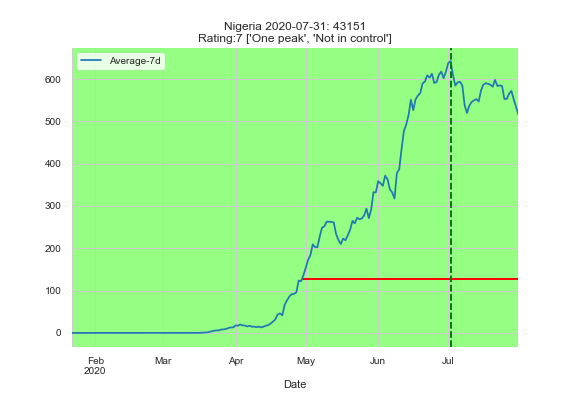 Nigeria 2020-07-31: 43151
Rating:7 ['One peak', 'Not in control']
Average-7d
600
500
400
300
200
100
0
Feb
2020
Mar
Apr
May
Jun
Jul
Date